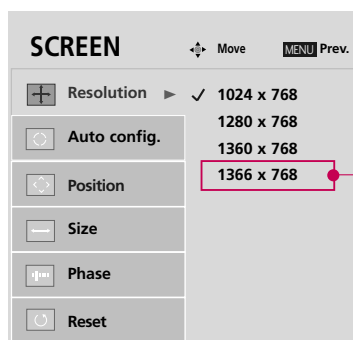 SCREEN Move MENU Prev.
Resolution ► ✓ 1024 x 768
1280 x 768
Auto config.
1360 x 768
1366 x 768
Position
Size
Phase
Reset